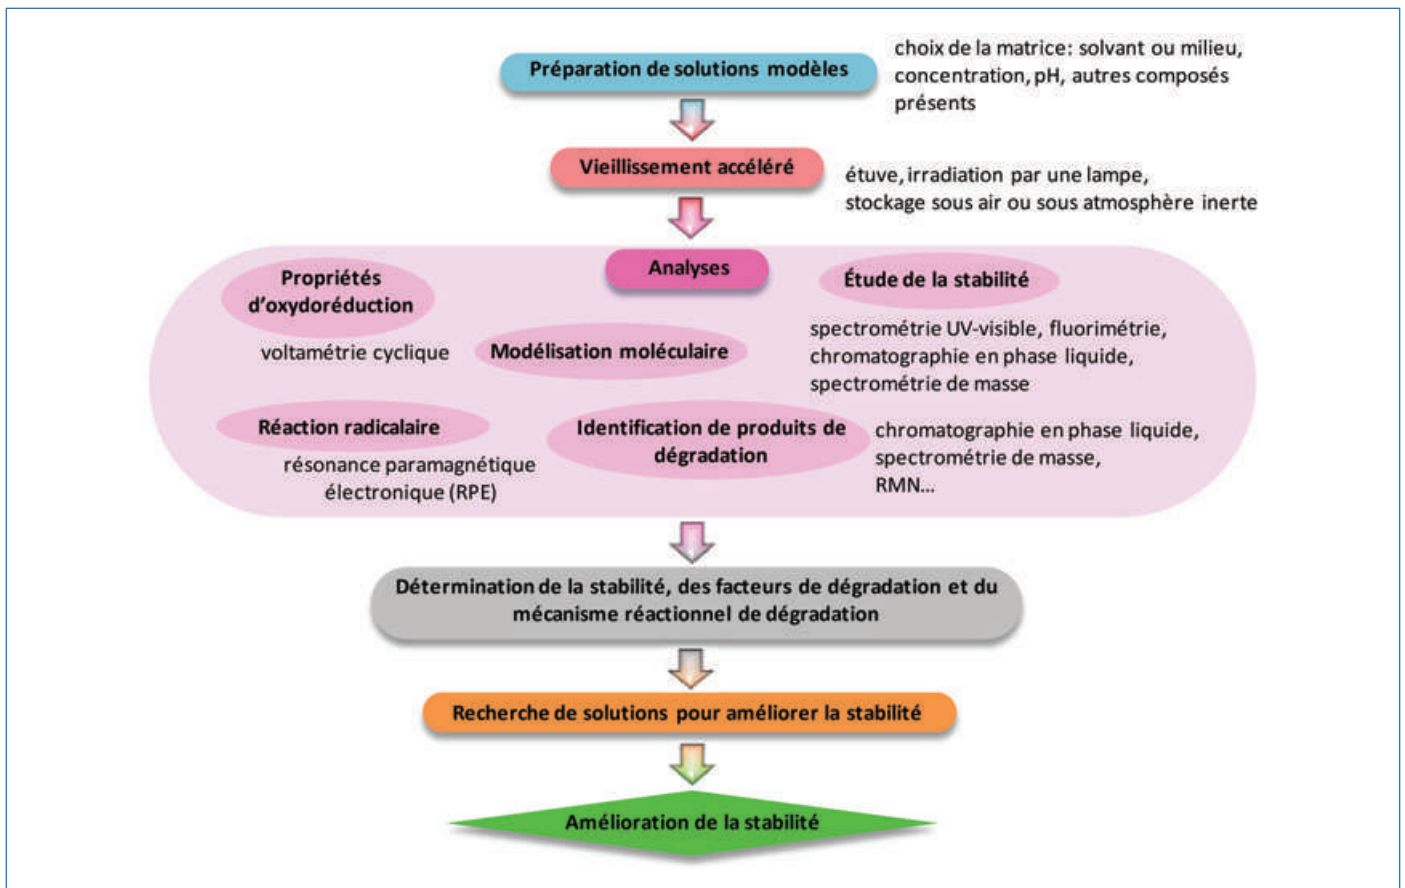 Préparation de solutions modèles
choix de la matrice: solvant ou milieu,
concentration, pH, autres composés
présents
Vieillissement accéléré
étuve, irradiation par une lampe,
stockage sous air ou sous atmosphère inerte
Analyses
Propriétés
d'oxydoréduction
voltamétrie cyclique
Modélisation moléculaire
Étude de la stabilité
spectrométrie UV-visible, fluorimétrie,
chromatographie en phase liquide,
spectrométrie de masse
Réaction radicalaire
résonance paramagnétique
électronique (RPE)
Identification de produits de
dégradation
chromatographie en phase liquide,
spectrométrie de masse,
RMN...
Détermination de la stabilité, des facteurs de dégradation et du
mécanisme réactionnel de dégradation
Recherche de solutions pour améliorer la stabilité
Amélioration de la stabilité